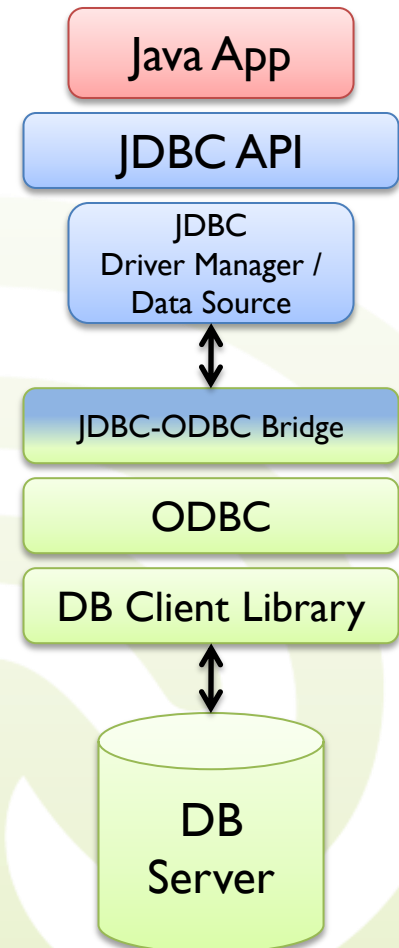 Java App
JDBC API
JDBC
Driver Manager /
Data Source
JDBC-ODBC Bridge
ODBC
DB Client Library
DB
Server